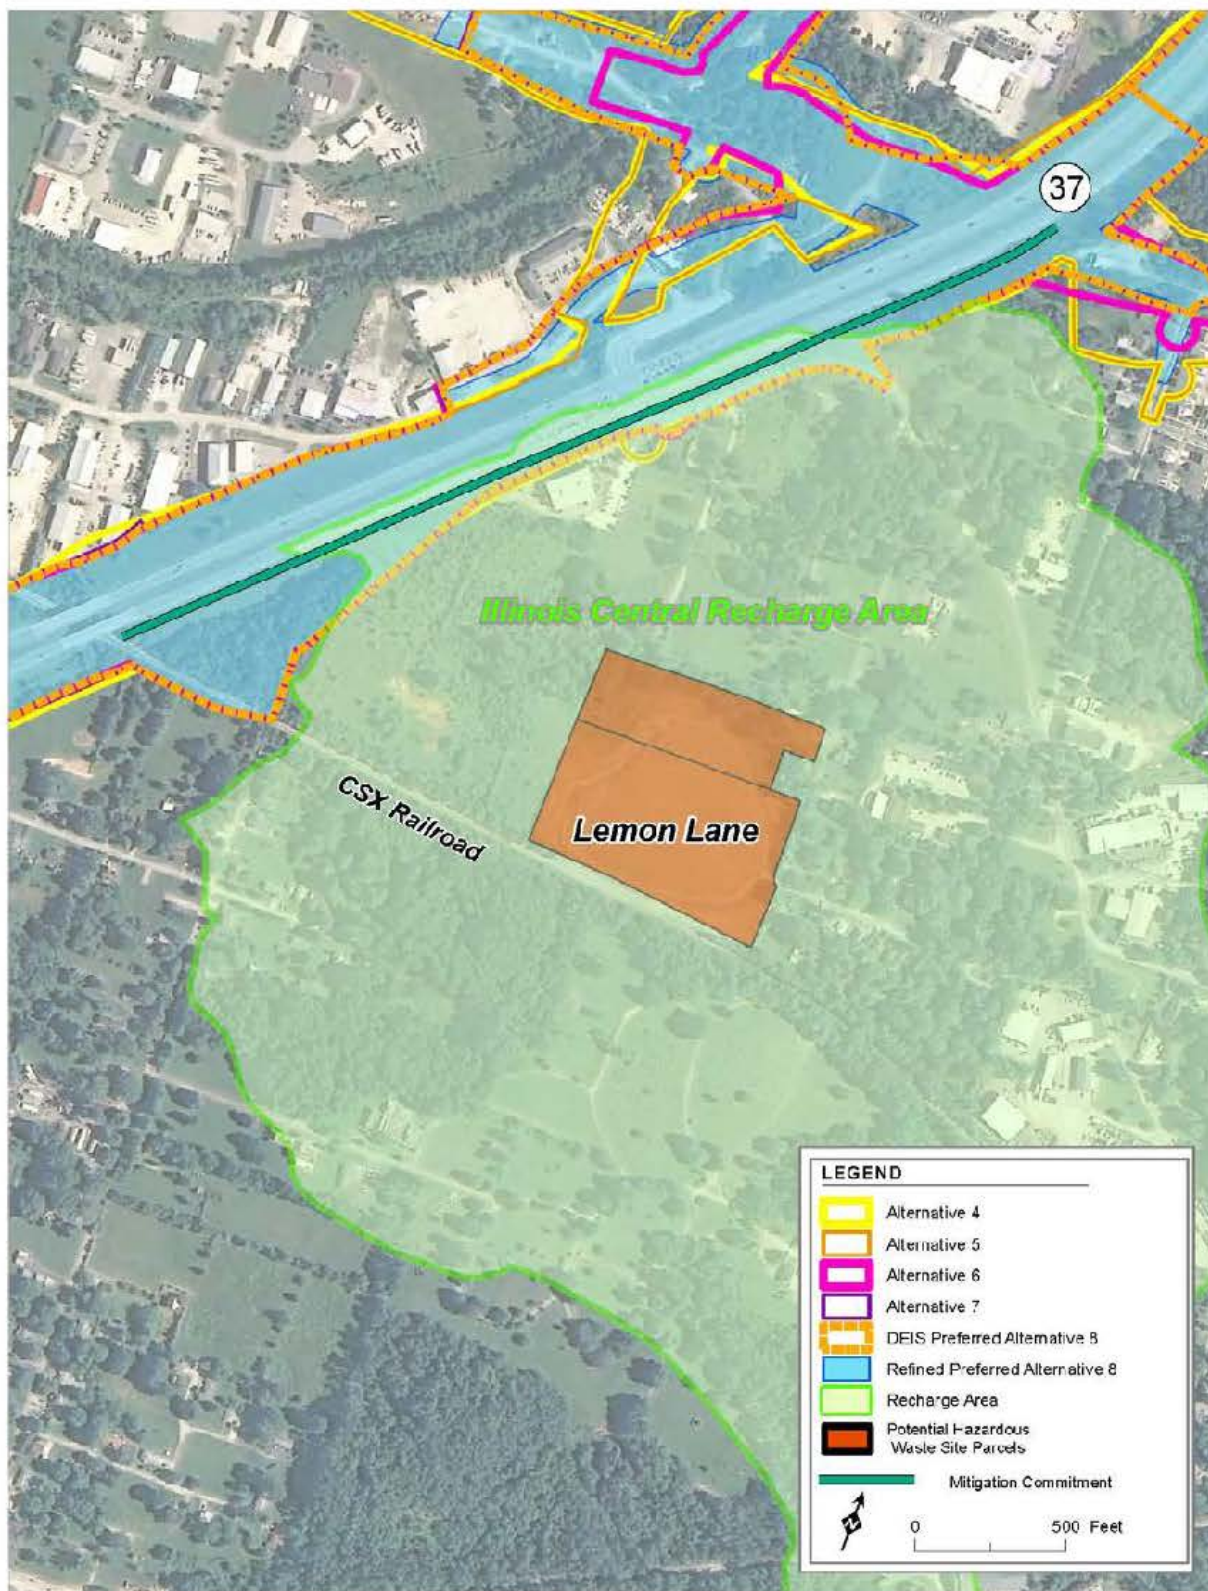 37
Illinois Central Recharge Area
CSX Railroad
Lemon Lane
LEGEND
Alternative 4
Alternative 5
Alternative 6
Alternative 7
DEIS Preferred Alternative 8
Refined Preferred Alternative 8
Recharge Area
Potential Hazardous
Waste Site Parcels
Mitigation Commitment
N
0 500 Feet